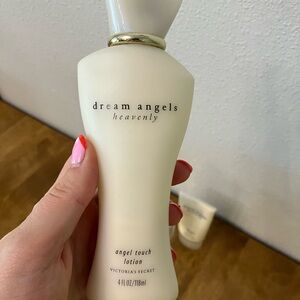 dream angels
heavenly
angel touch
lotion
VICTORIA'S SECRET
4 FL OZ/118ml